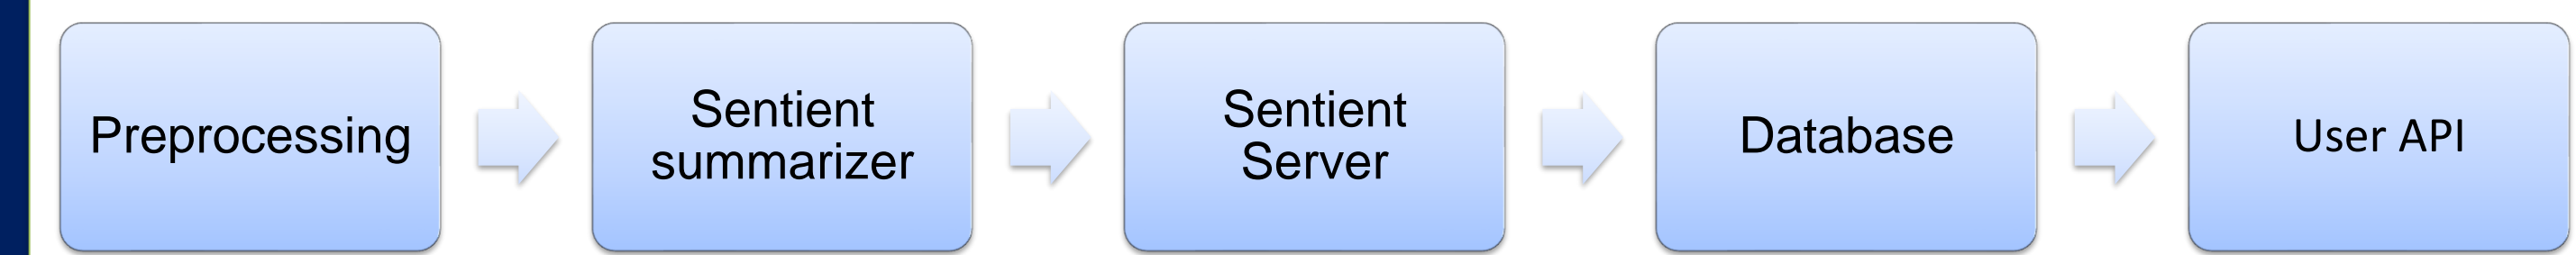 Preprocessing
Sentient
summarizer
Sentient
Server
Database
User API